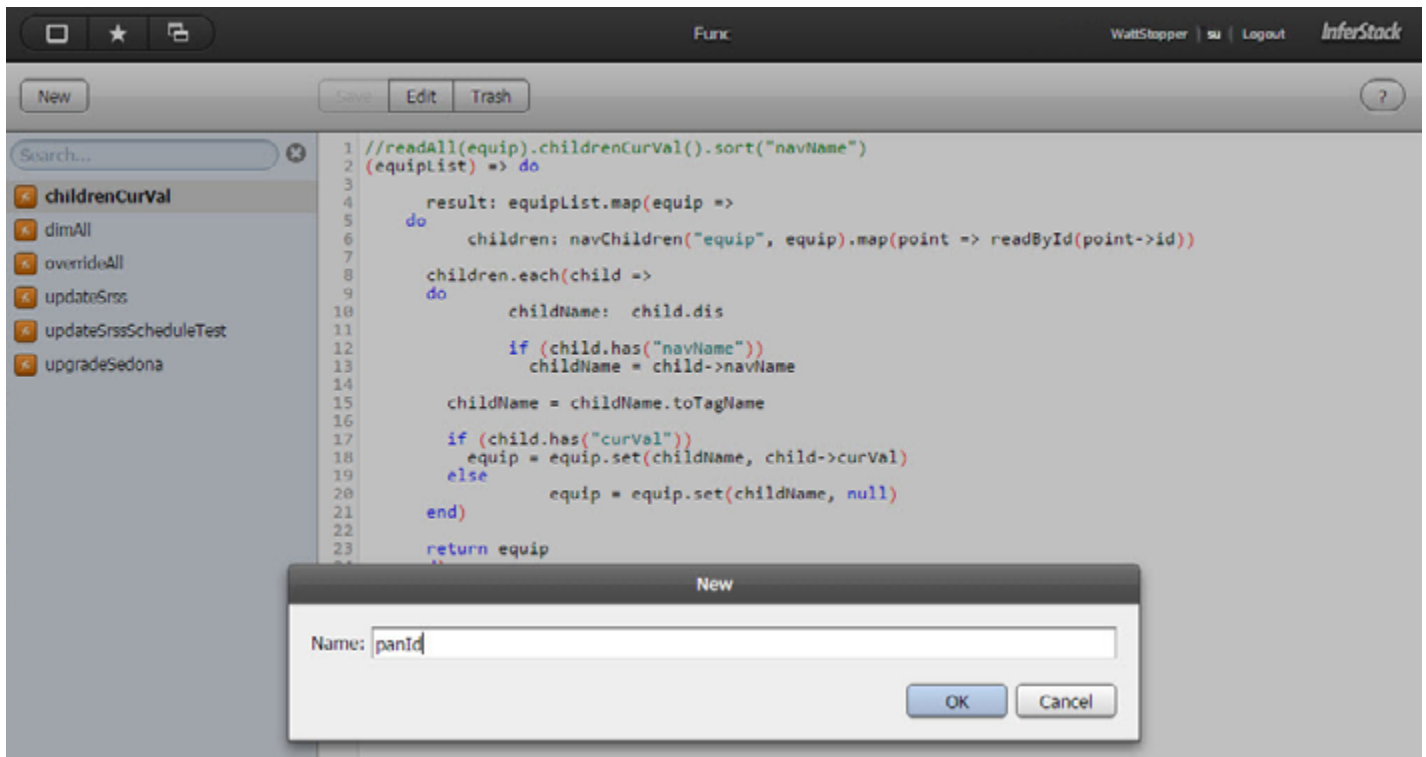 Func
WattStopper | su | Logout
InferStack
New
Save Edit Trash
?
Search...
childrenCurVal
dimAll
overrideAll
updateSrss
updateSrssScheduleTest
upgradeSedona
1 //readAll(equip).childrenCurVal().sort("navName")
2 (equipList) => do
3
4 result: equipList.map(equip =>
5 do
6 children: navChildren("equip", equip).map(point => readById(point->id))
7
8 children.each(child =>
9 do
10 childName: child.dis
11
12 if (child.has("navName"))
13 childName = child->navName
14
15 childName = childName.toTagName
16
17 if (child.has("curVal"))
18 equip = equip.set(childName, child->curVal)
19 else
20 equip = equip.set(childName, null)
21 end)
22
23 return equip
New
Name: panId
OK Cancel